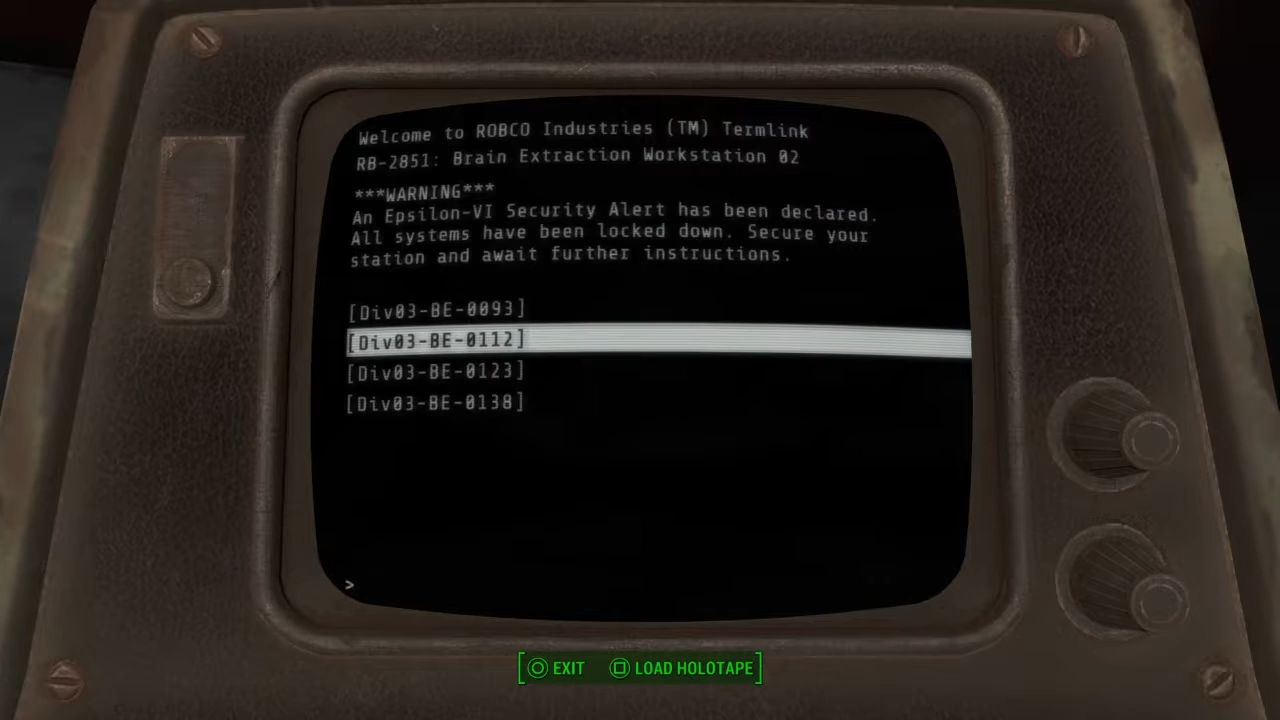 Welcome to ROBCO Industries (TM) Termlink
RB-2851: Brain Extraction Workstation 02
***WARNING***
An Epsilon-VI Security Alert has been declared.
All systems have been locked down. Secure your
station and await further instructions.
[Div03-BE-0093]
[Div03-BE-0112]
[Div03-BE-0123]
[Div03-BE-0138]
>
EXIT LOAD HOLOTAPE